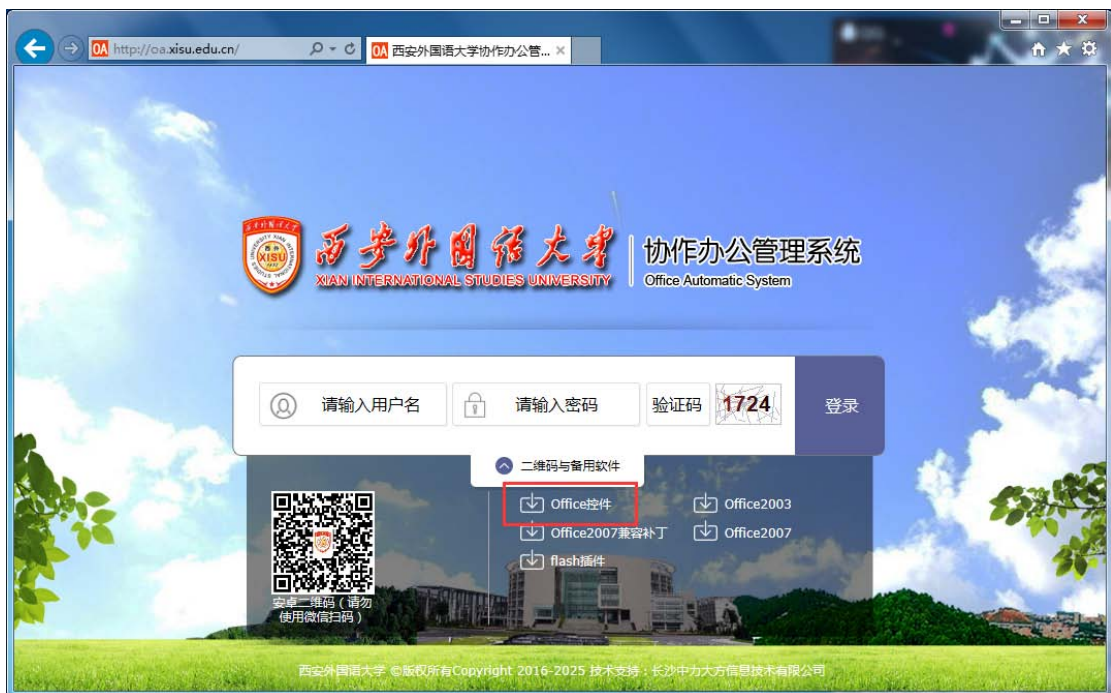 http://oa.xisu.edu.cn/
OA 西安外国语大学协作办公管...
西安外国语大学
XIAN INTERNATIONAL STUDIES UNIVERSITY
协作办公管理系统
Office Automatic System
XISU
请输入用户名
请输入密码
验证码
1724
登录
二维码与备用软件
Office控件
Office2003
Office2007兼容补丁
Office2007
flash插件
安卓二维码（请勿
使用微信扫码）
西安外国语大学 ©版权所有Copyright 2016-2025 技术支持：长沙中力大方信息技术有限公司